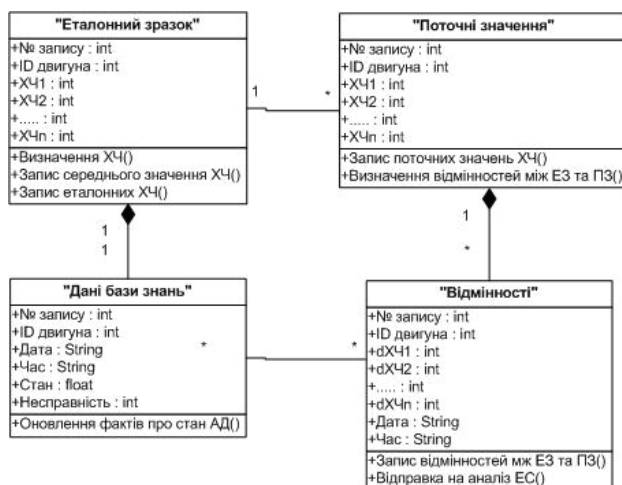 "Еталонний зразок"
+№ запису : int
+ID двигуна : int
+ХЧ1 : int
+ХЧ2 : int
+..... : int
+ХЧn : int
+Визначення ХЧ()
+Запис середнього значення ХЧ()
+Запис еталонних ХЧ()
1
*
"Поточні значення"
+№ запису : int
+ID двигуна : int
+ХЧ1 : int
+ХЧ2 : int
+..... : int
+ХЧn : int
+Запис поточних значень ХЧ()
+Визначення відмінностей між ЕЗ та ПЗ()
1
1
1
*
"Дані бази знань"
+№ запису : int
+ID двигуна : int
+Дата : String
+Час : String
+Стан : float
+Несправність : int
+Оновлення фактів про стан АД()
*
*
"Відмінності"
+№ запису : int
+ID двигуна : int
+dХЧ1 : int
+dХЧ2 : int
+..... : int
+dХЧn : int
+Дата : String
+Час : String
+Запис відмінностей мж ЕЗ та ПЗ()
+Відправка на аналіз ЕС()